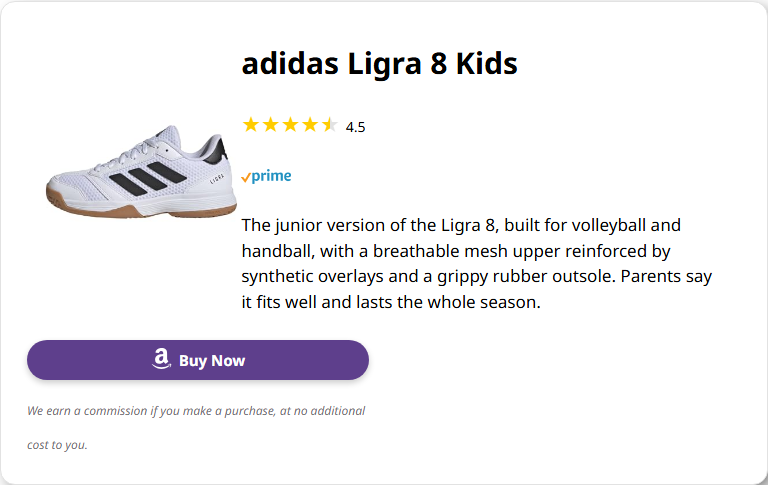 adidas Ligra 8 Kids
4.5
prime
The junior version of the Ligra 8, built for volleyball and
handball, with a breathable mesh upper reinforced by
synthetic overlays and a grippy rubber outsole. Parents say
it fits well and lasts the whole season.
LIGRA
a Buy Now
We earn a commission if you make a purchase, at no additional
cost to you.